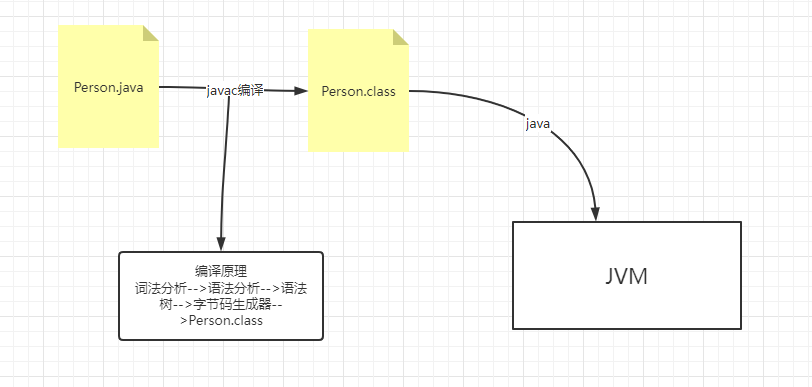 Person.java
javac编译
Person.class
java
编译原理
词法分析-->语法分析-->语法
树-->字节码生成器--
>Person.class
JVM